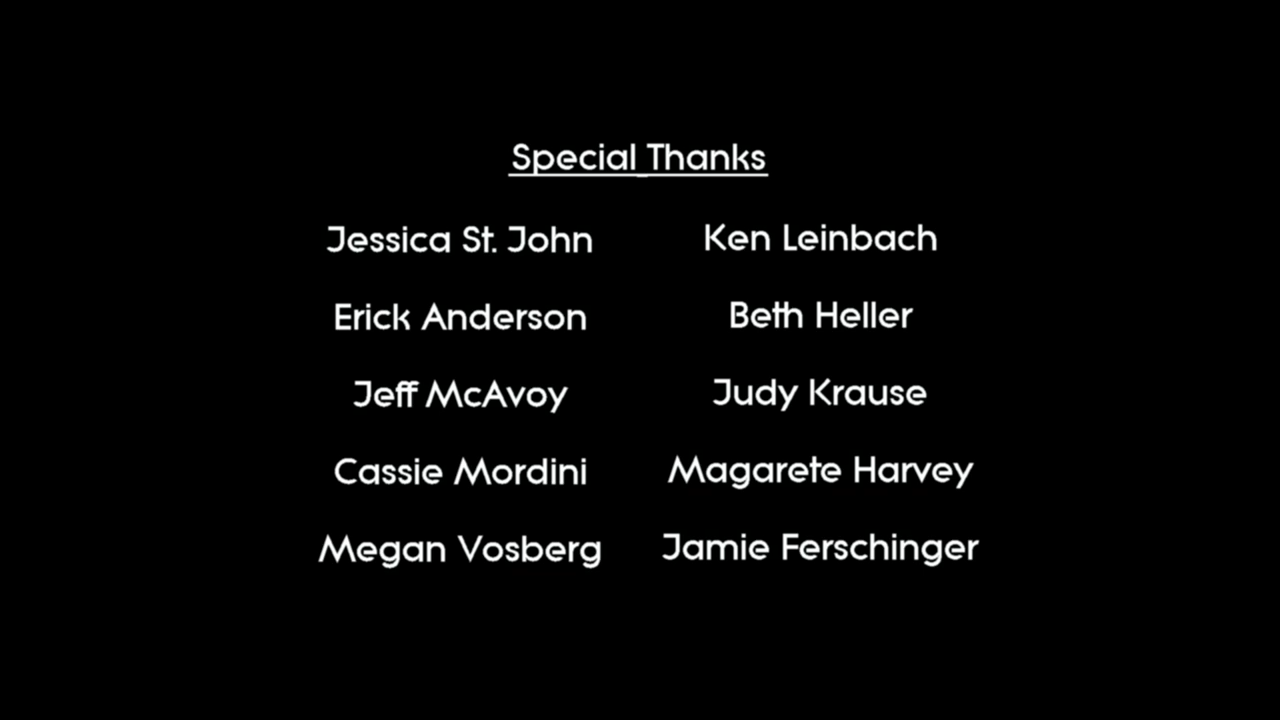 Special Thanks
Jessica St. John
Erick Anderson
Jeff McAvoy
Cassie Mordini
Megan Vosberg
Ken Leinbach
Beth Heller
Judy Krause
Magarete Harvey
Jamie Ferschinger